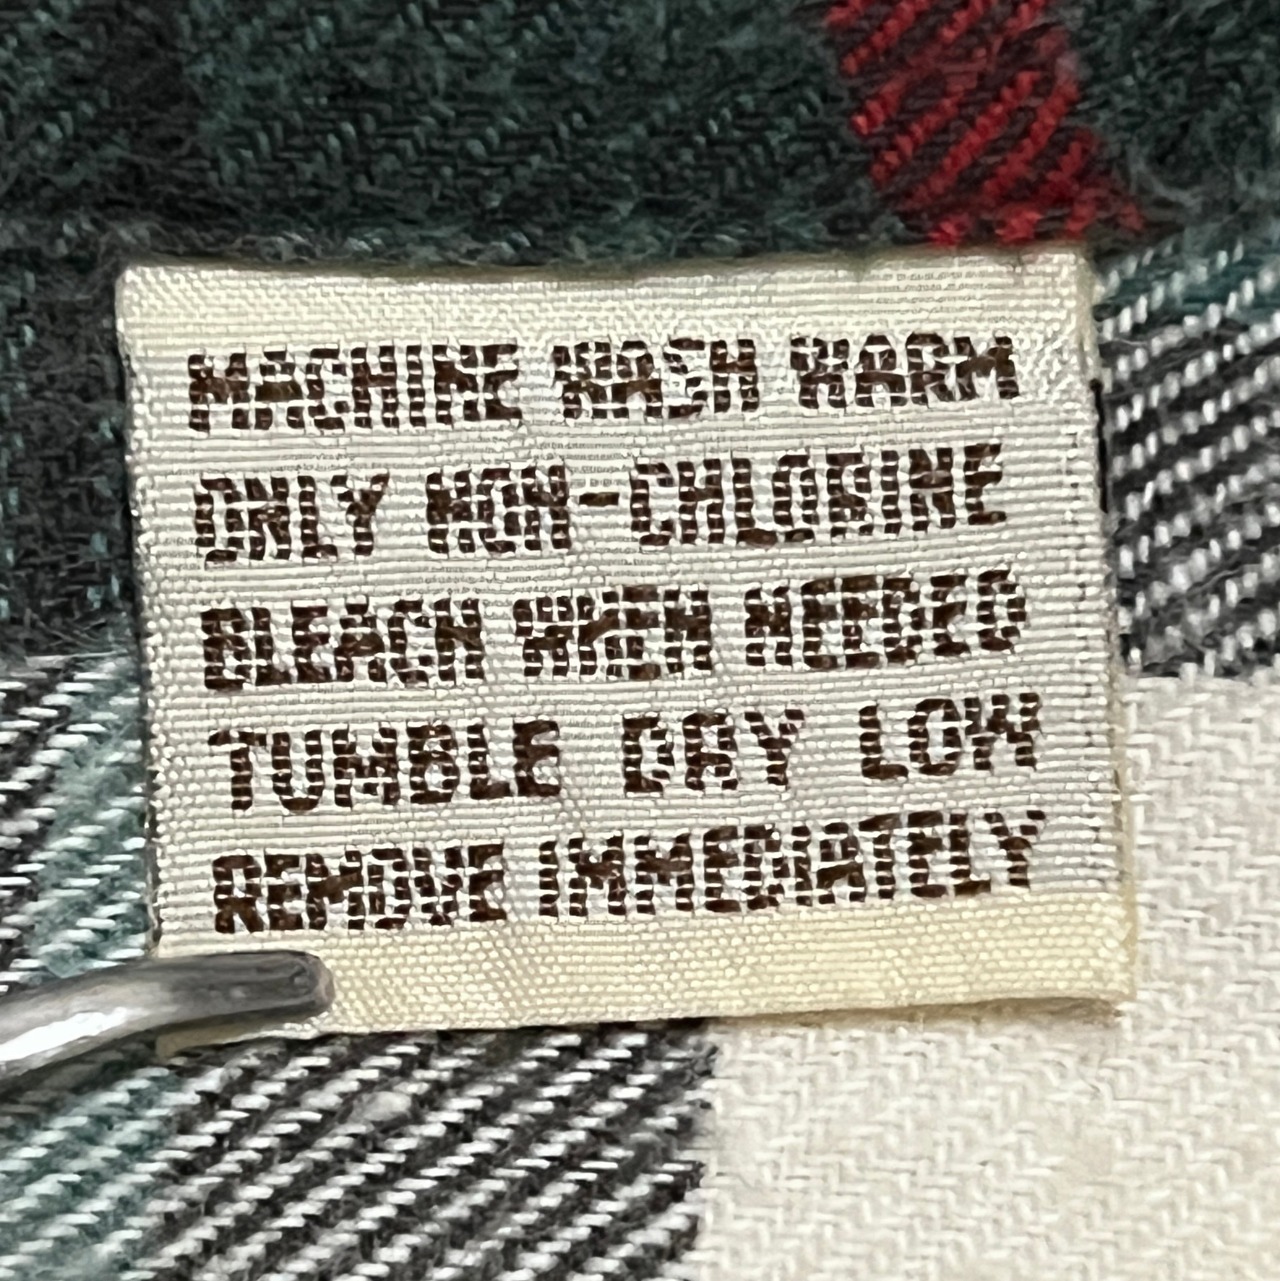 MACHINE WASH WARM
ONLY NON-CHLORINE
BLEACH WHEN NEEDED
TUMBLE DRY LOW
REMOVE IMMEDIATELY